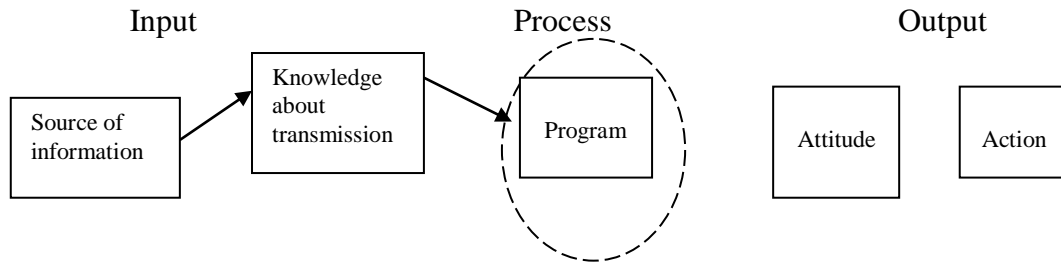 Input
Process
Output
Source of
information
Knowledge
about
transmission
Program
Attitude
Action